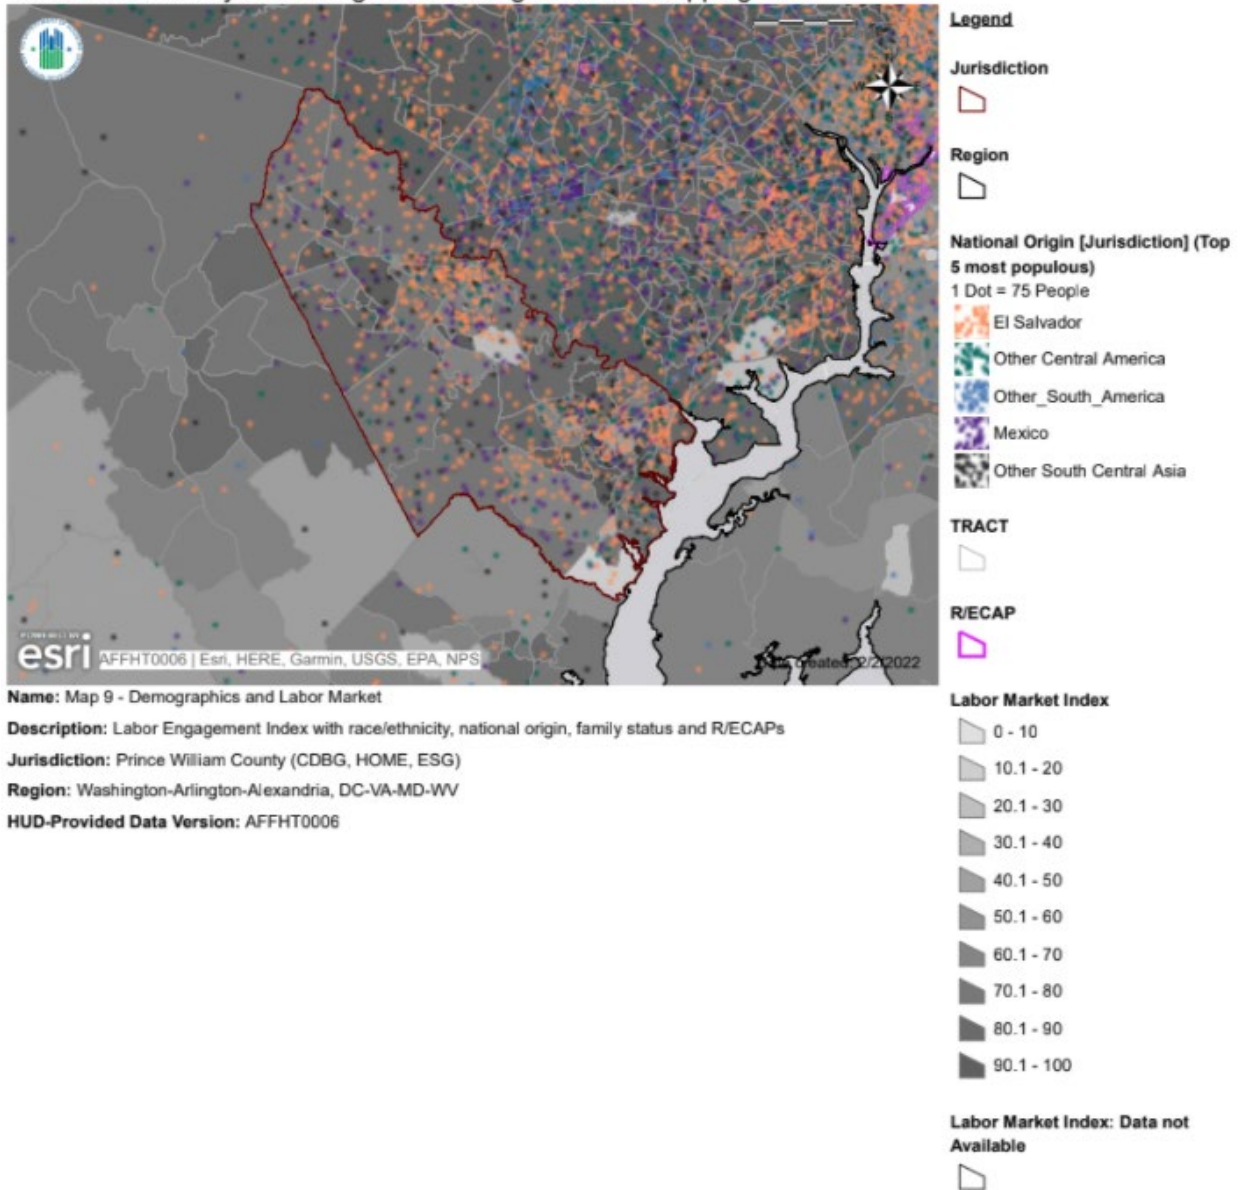 Legend
Jurisdiction
Region
National Origin [Jurisdiction] (Top
5 most populous)
1 Dot = 75 People
El Salvador
Other Central America
Other_South_America
Mexico
Other South Central Asia
TRACT
R/ECAP
Labor Market Index
0 - 10
10.1 - 20
20.1 - 30
30.1 - 40
40.1 - 50
50.1 - 60
60.1 - 70
70.1 - 80
80.1 - 90
90.1 - 100
Labor Market Index: Data not
Available
esri
AFFHT0006 | Esri, HERE, Garmin, USGS, EPA, NPS
created: 2/2/2022
Name: Map 9 - Demographics and Labor Market
Description: Labor Engagement Index with race/ethnicity, national origin, family status and R/ECAPs
Jurisdiction: Prince William County (CDBG, HOME, ESG)
Region: Washington-Arlington-Alexandria, DC-VA-MD-WV
HUD-Provided Data Version: AFFHT0006